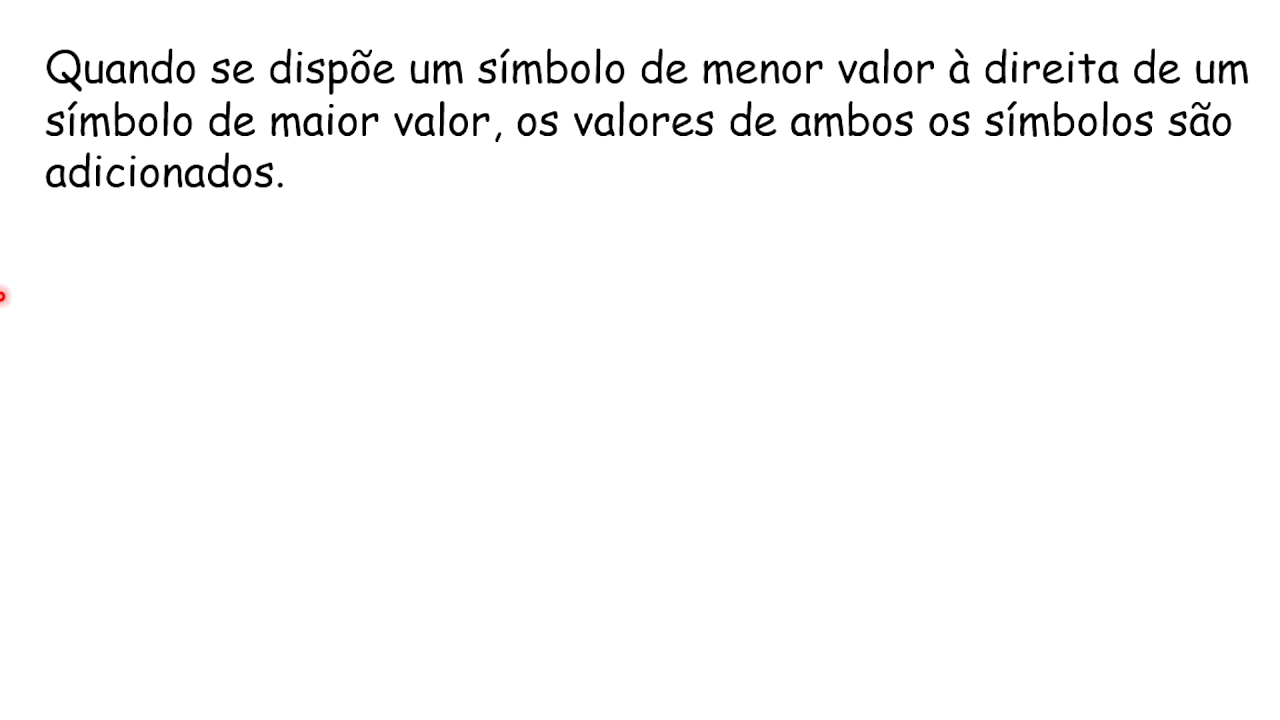 Quando se dispõe um símbolo de menor valor à direita de um
símbolo de maior valor, os valores de ambos os símbolos são
adicionados.